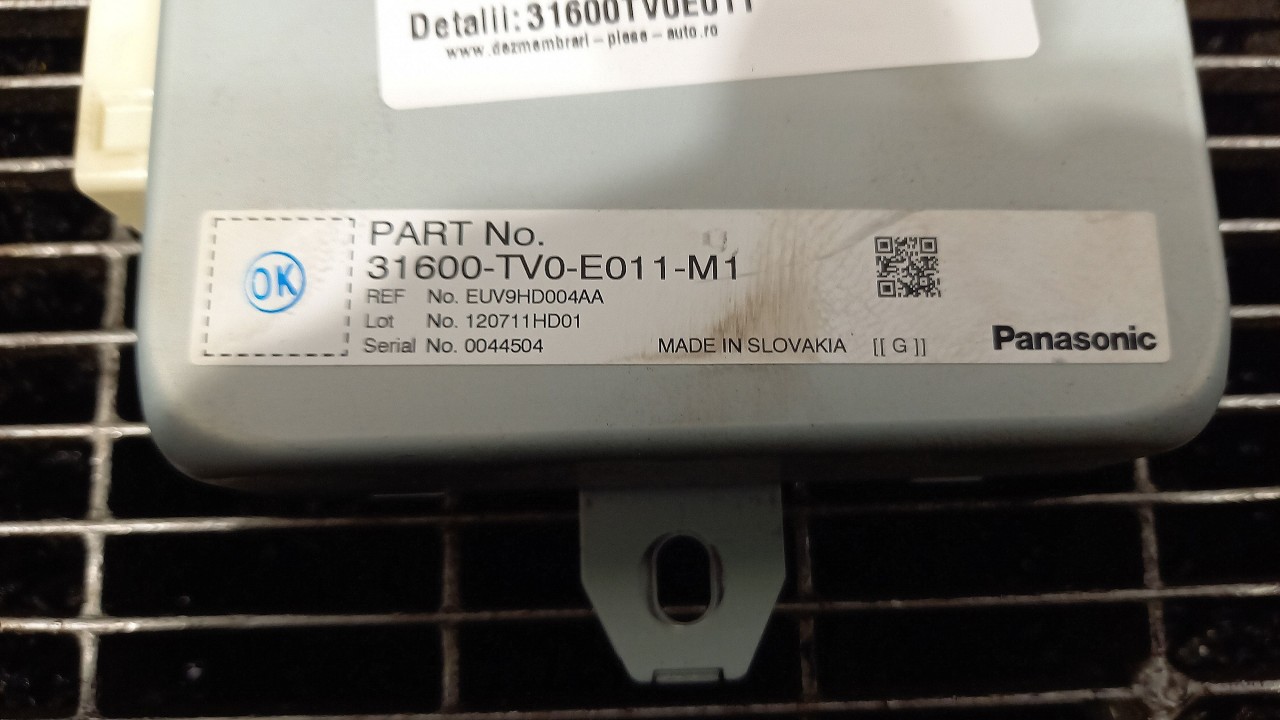 Detalii: 31600TV0E011
www.dezmembrari-piese-auto.ro
OK
PART No.
31600-TV0-E011-M1
REF No. EUV9HD004AA
Lot No. 120711HD01
Serial No. 0044504
MADE IN SLOVAKIA [[ G ]]
Panasonic